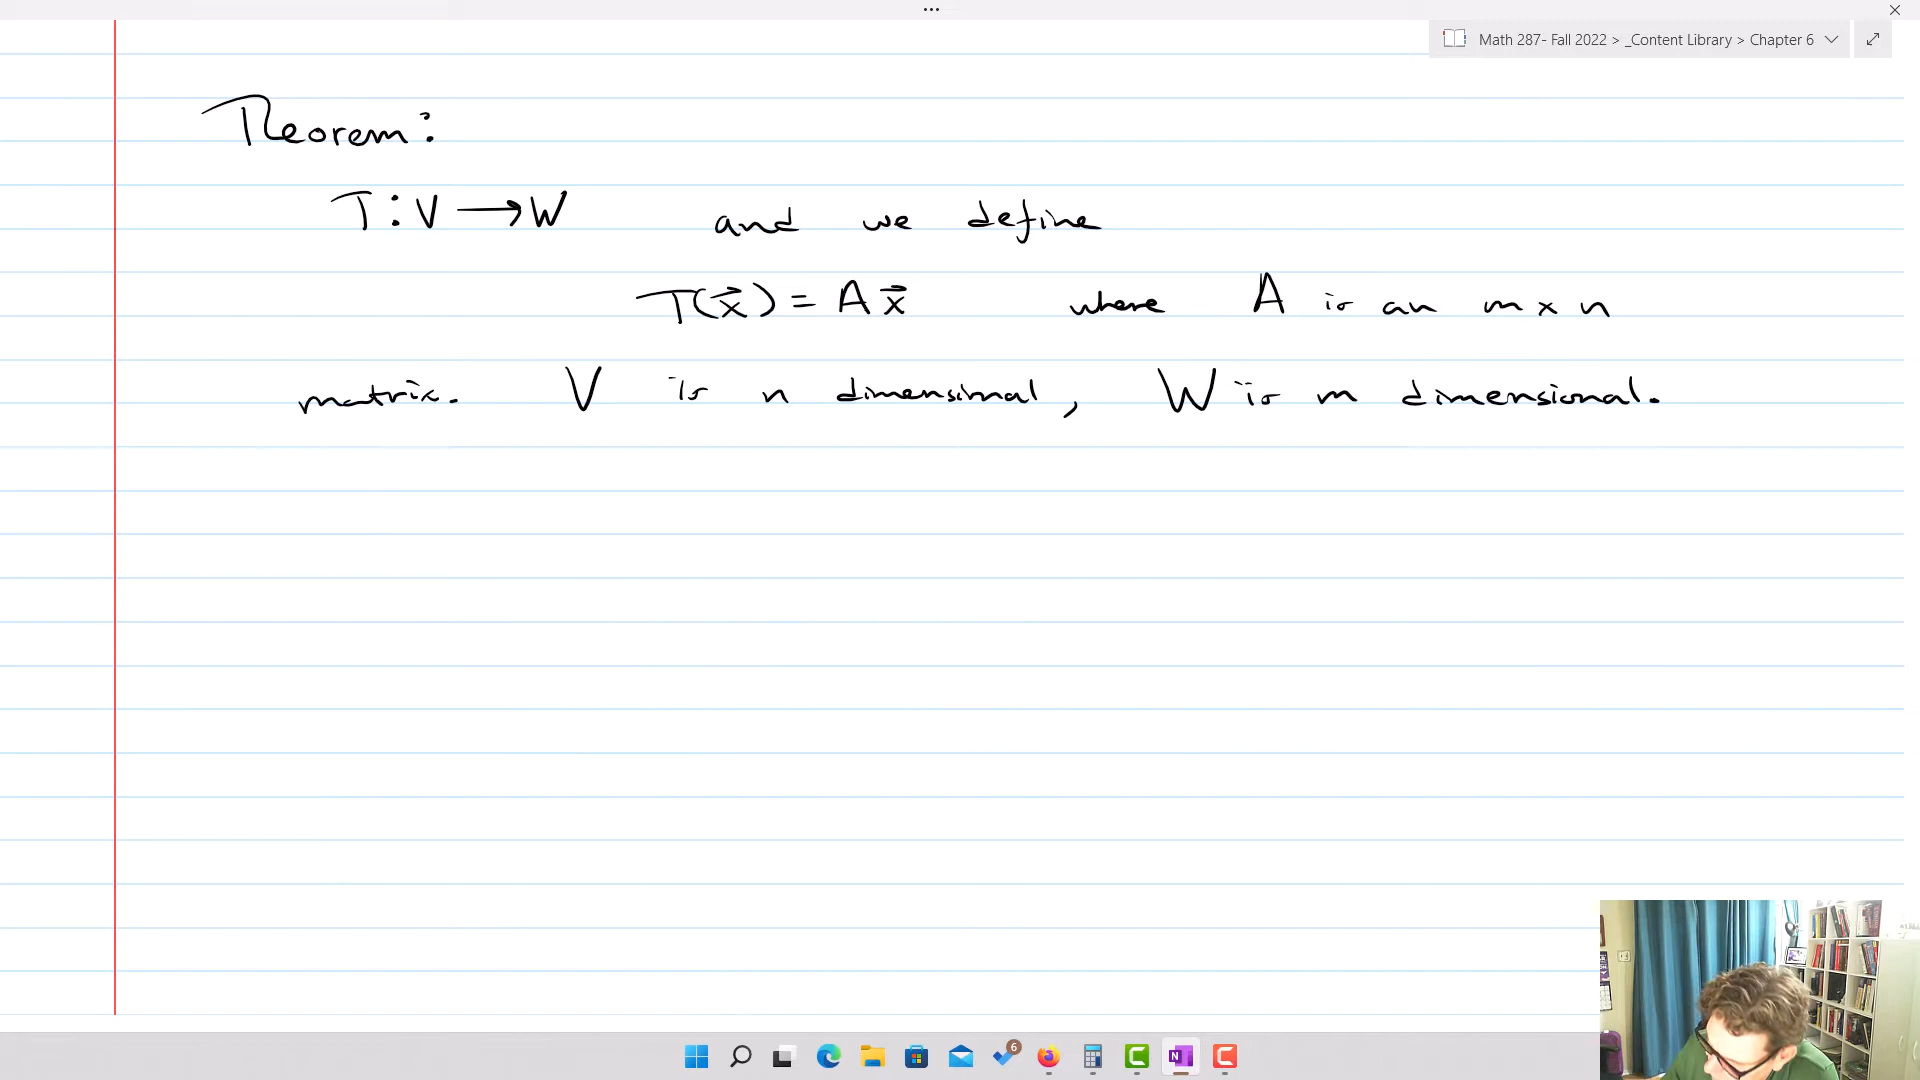 Math 287- Fall 2022 > _Content Library > Chapter 6
Theorem:
T : V → W and we define
T(x⃗) = A x⃗ where A is an m x n
matrix. V is n dimensional, W is m dimensional.
6